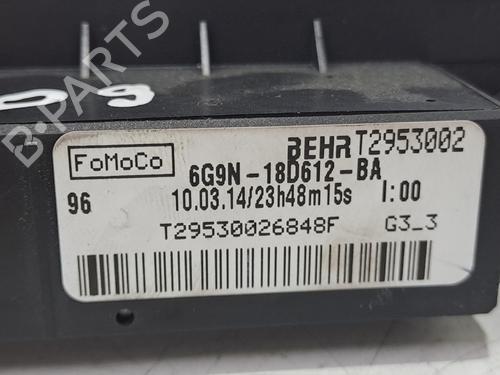 FoMoCo BEHR T2953002
6G9N-18D612-BA
96 10.03.14/23h48m15s I:00
T29530026848F G3_3
B-PARTS